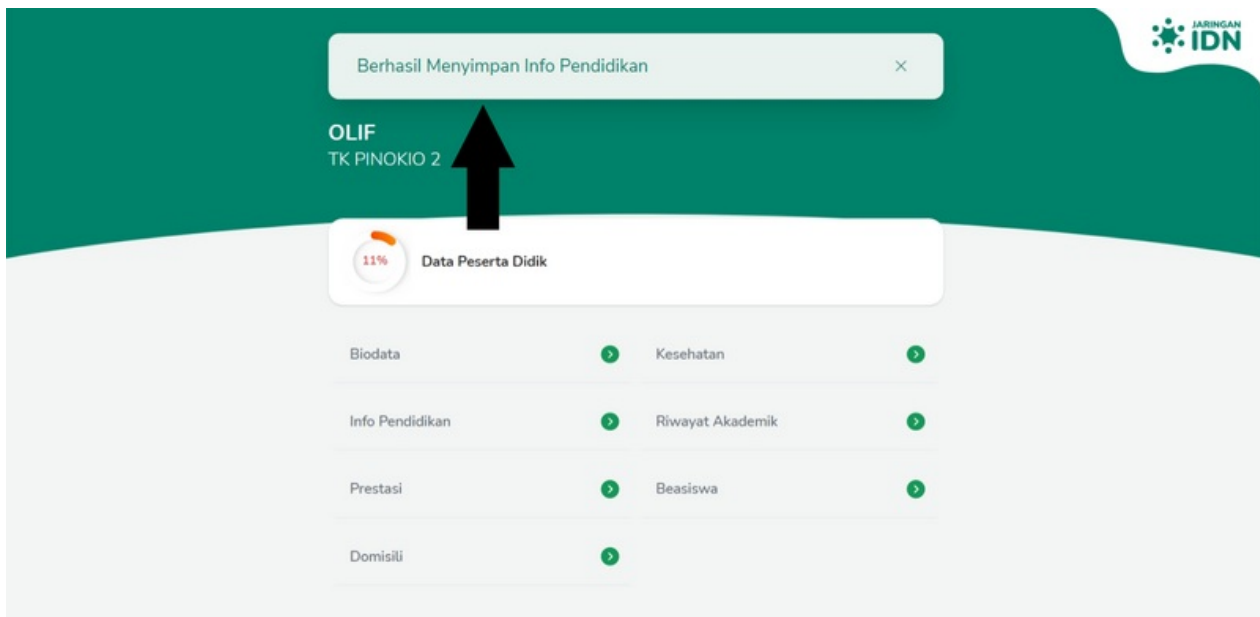 JARINGAN
IDN
Berhasil Menyimpan Info Pendidikan
OLIF
TK PINOKIO 2
11%
Data Peserta Didik
Biodata
Kesehatan
Info Pendidikan
Riwayat Akademik
Prestasi
Beasiswa
Domisili